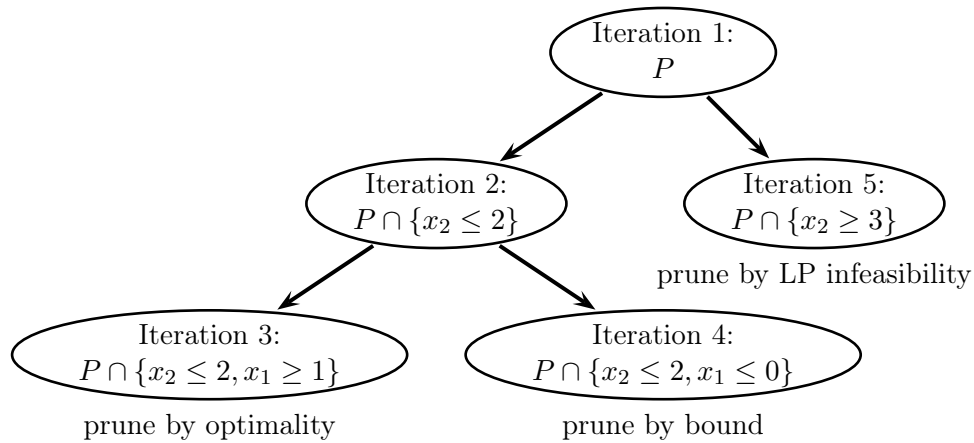 Iteration 1:
P
Iteration 2:
P ∩ {x₂ ≤ 2}
Iteration 5:
P ∩ {x₂ ≥ 3}
prune by LP infeasibility
Iteration 3:
P ∩ {x₂ ≤ 2, x₁ ≥ 1}
prune by optimality
Iteration 4:
P ∩ {x₂ ≤ 2, x₁ ≤ 0}
prune by bound